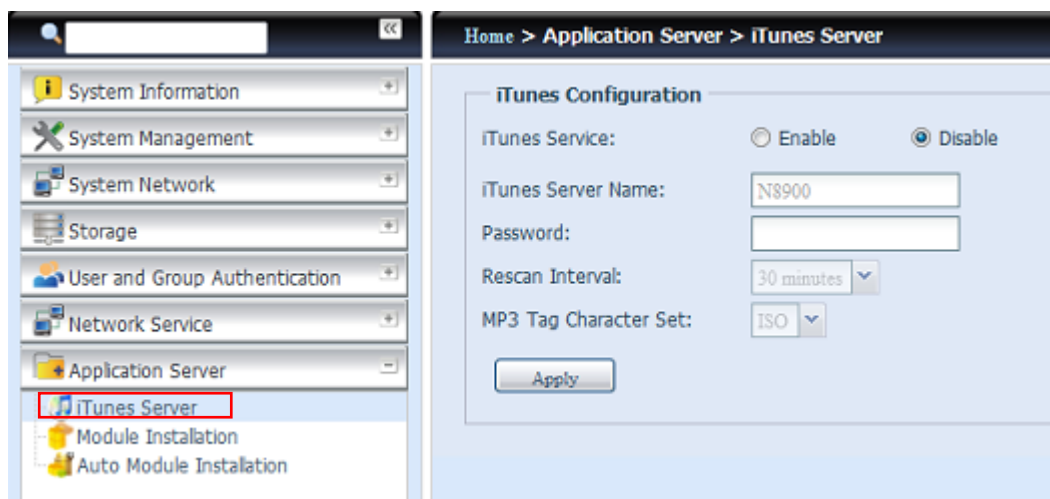 Home > Application Server > iTunes Server
System Information
System Management
System Network
Storage
User and Group Authentication
Network Service
Application Server
iTunes Server
Module Installation
Auto Module Installation
iTunes Configuration
iTunes Service: Enable Disable
iTunes Server Name: N8900
Password:
Rescan Interval: 30 minutes
MP3 Tag Character Set: ISO
Apply